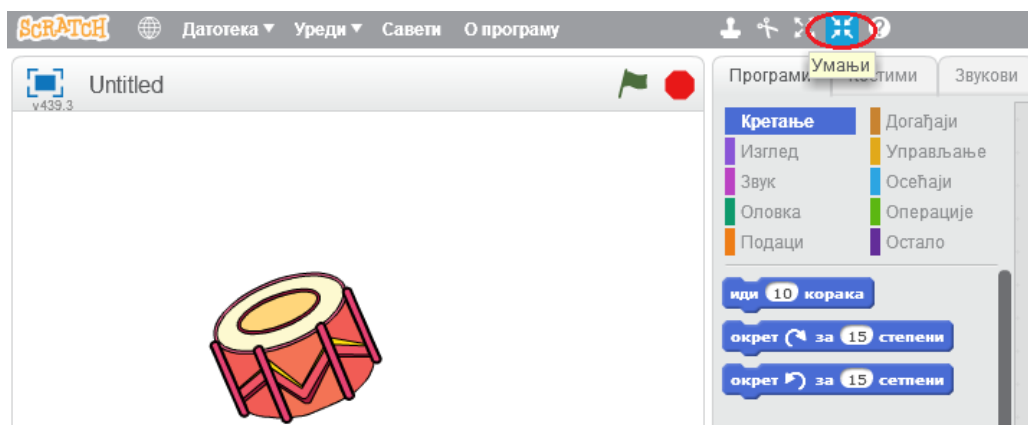 SCRATCH Датотека ▼ Уреди ▼ Савети О програму ?
Умањи
v439.3
Untitled
Програми Костими Звукови
Кретање Догађаји
Изглед Управљање
Звук Осећаји
Оловка Операције
Подаци Остало
иди 10 корака
окрет за 15 степени
окрет за 15 сетпени